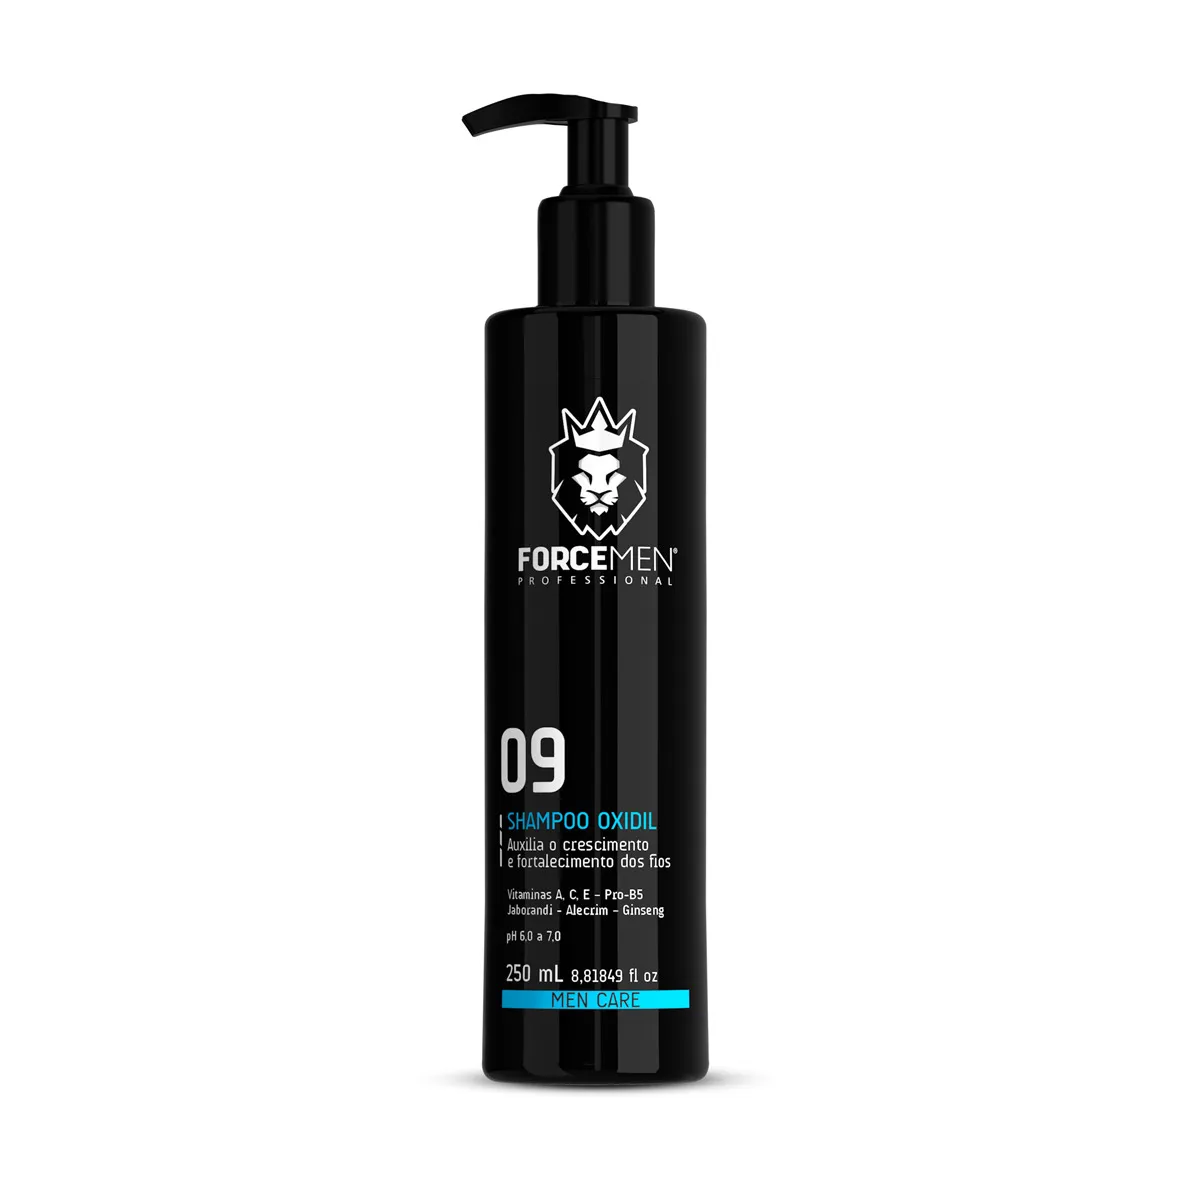 FORCEMEN®
PROFESSIONAL
09
SHAMPOO OXIDIL
Auxilia o crescimento
e fortalecimento dos fios
Vitaminas A, C, E - Pro-B5
Jaborandi - Alecrim - Ginseng
pH 6,0 a 7,0
250 mL 8,81849 fl oz
MEN CARE